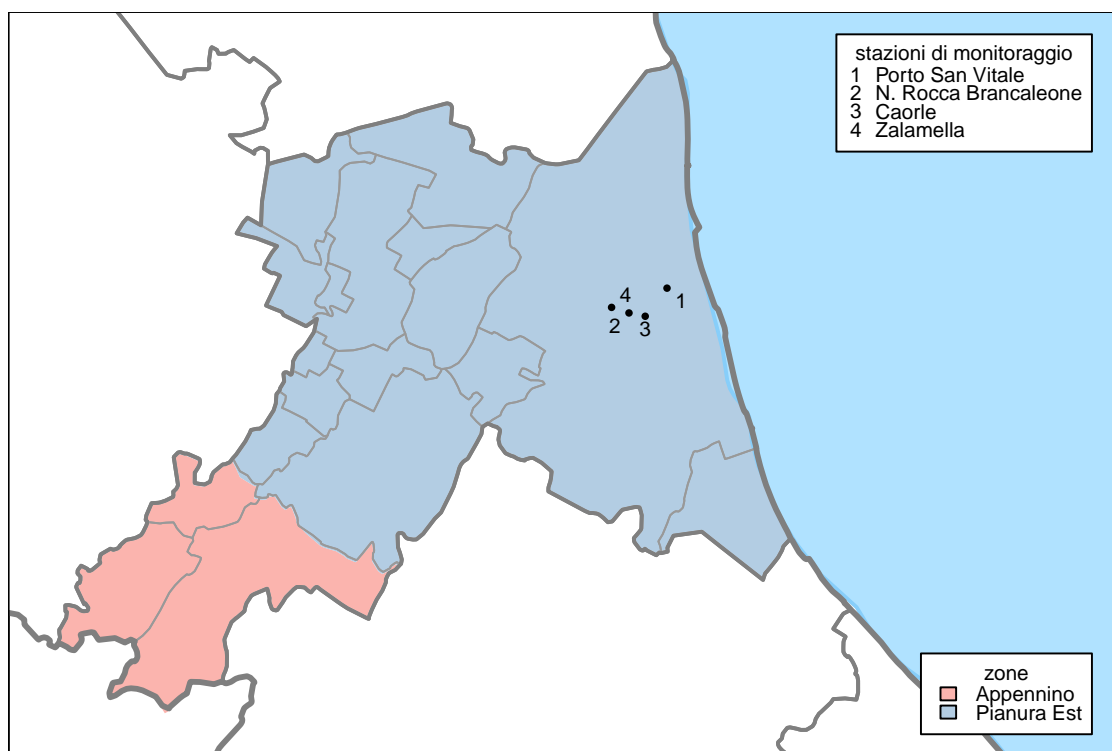 stazioni di monitoraggio
1 Porto San Vitale
2 N. Rocca Brancaleone
3 Caorle
4 Zalamella
4
1
2
3
zone
Appennino
Pianura Est